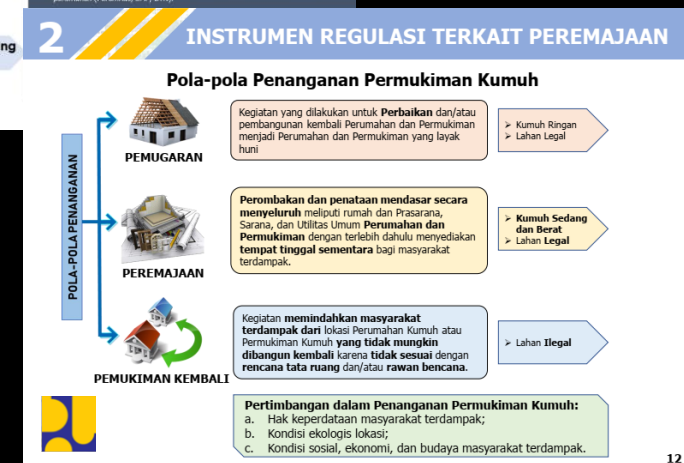 ng
2
INSTRUMEN REGULASI TERKAIT PEREMAJAAN
Pola-pola Penanganan Permukiman Kumuh
POLA-POLA PENANGANAN
PEMUGARAN
Kegiatan yang dilakukan untuk Perbaikan dan/atau
pembangunan kembali Perumahan dan Permukiman
menjadi Perumahan dan Permukiman yang layak
huni
➢ Kumuh Ringan
➢ Lahan Legal
PEREMAJAAN
Perombakan dan penataan mendasar secara
menyeluruh meliputi rumah dan Prasarana,
Sarana, dan Utilitas Umum Perumahan dan
Permukiman dengan terlebih dahulu menyediakan
tempat tinggal sementara bagi masyarakat
terdampak.
➢ Kumuh Sedang
dan Berat
➢ Lahan Legal
PEMUKIMAN KEMBALI
Kegiatan memindahkan masyarakat
terdampak dari lokasi Perumahan Kumuh atau
Permukiman Kumuh yang tidak mungkin
dibangun kembali karena tidak sesuai dengan
rencana tata ruang dan/atau rawan bencana.
➢ Lahan Ilegal
Pertimbangan dalam Penanganan Permukiman Kumuh:
a. Hak keperdataan masyarakat terdampak;
b. Kondisi ekologis lokasi;
c. Kondisi sosial, ekonomi, dan budaya masyarakat terdampak.
12